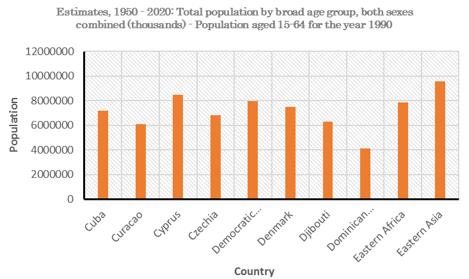 Estimates, 1950 - 2020: Total population by broad age group, both sexes
combined (thousands) - Population aged 15-64 for the year 1990
12000000
10000000
8000000
6000000
4000000
2000000
0
Population
Cuba
Curacao
Cyprus
Czechia
Democratic...
Denmark
Djibouti
Dominican...
Eastern Africa
Eastern Asia
Country